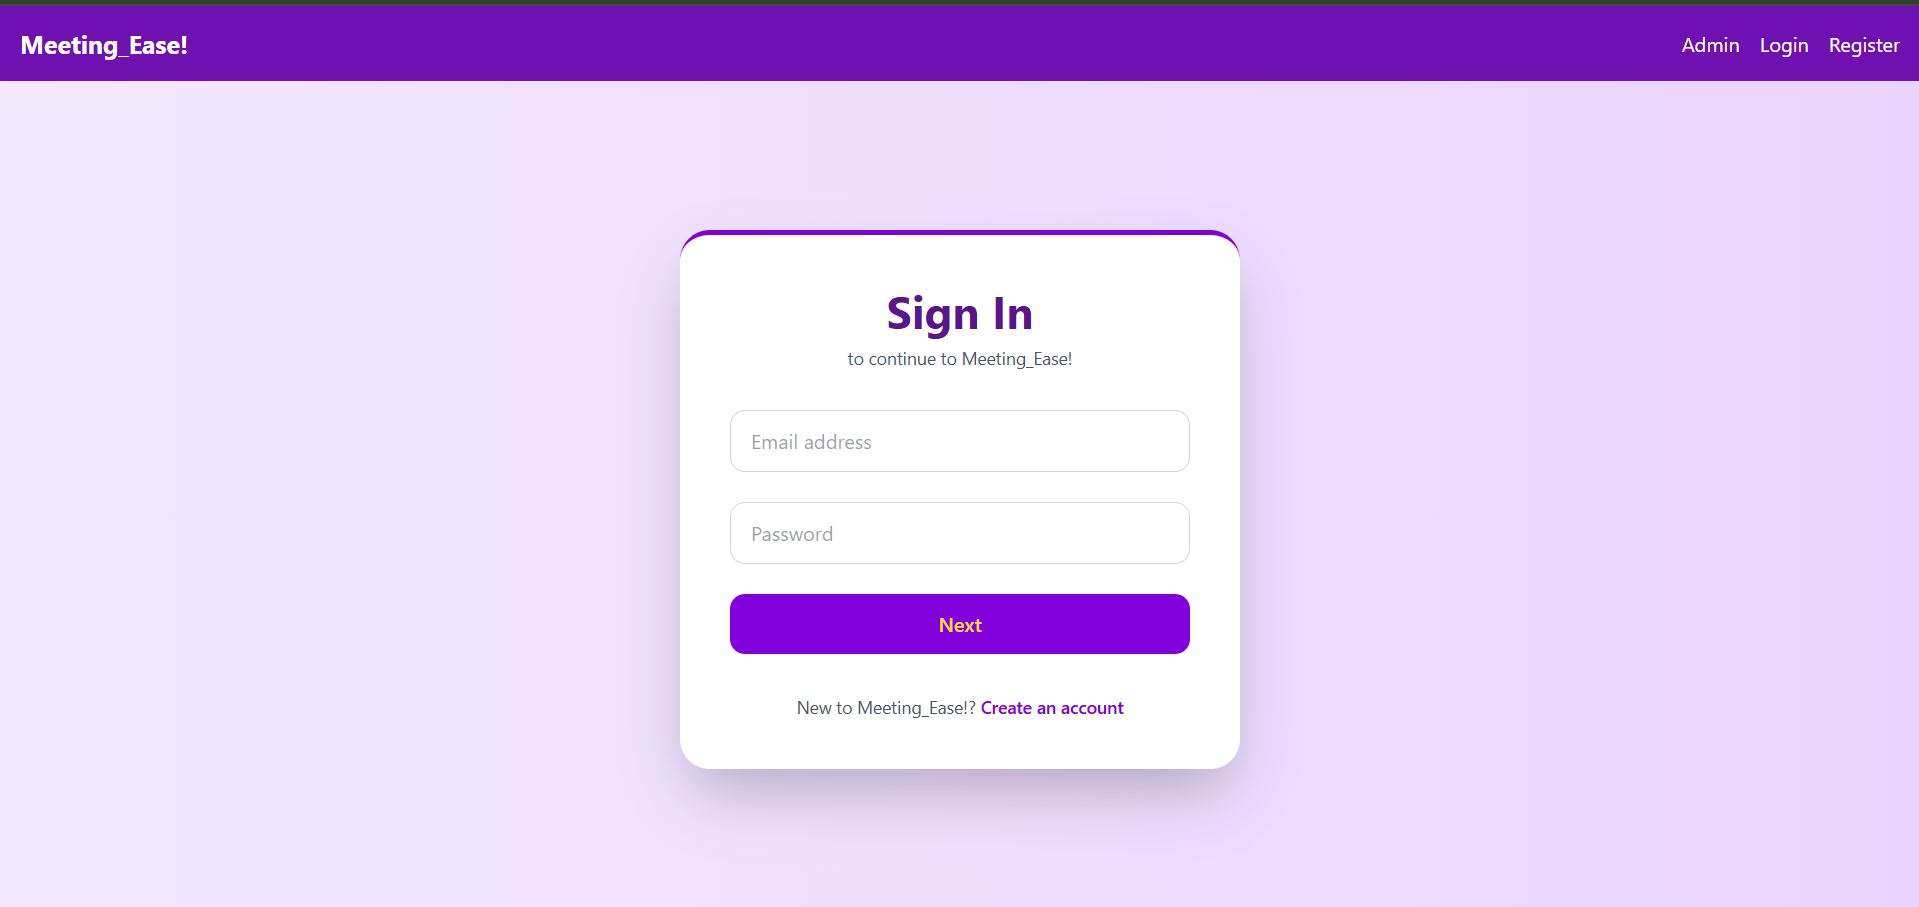 Meeting_Ease!
Admin Login Register
Sign In
to continue to Meeting_Ease!
Email address
Password
Next
New to Meeting_Ease!? Create an account